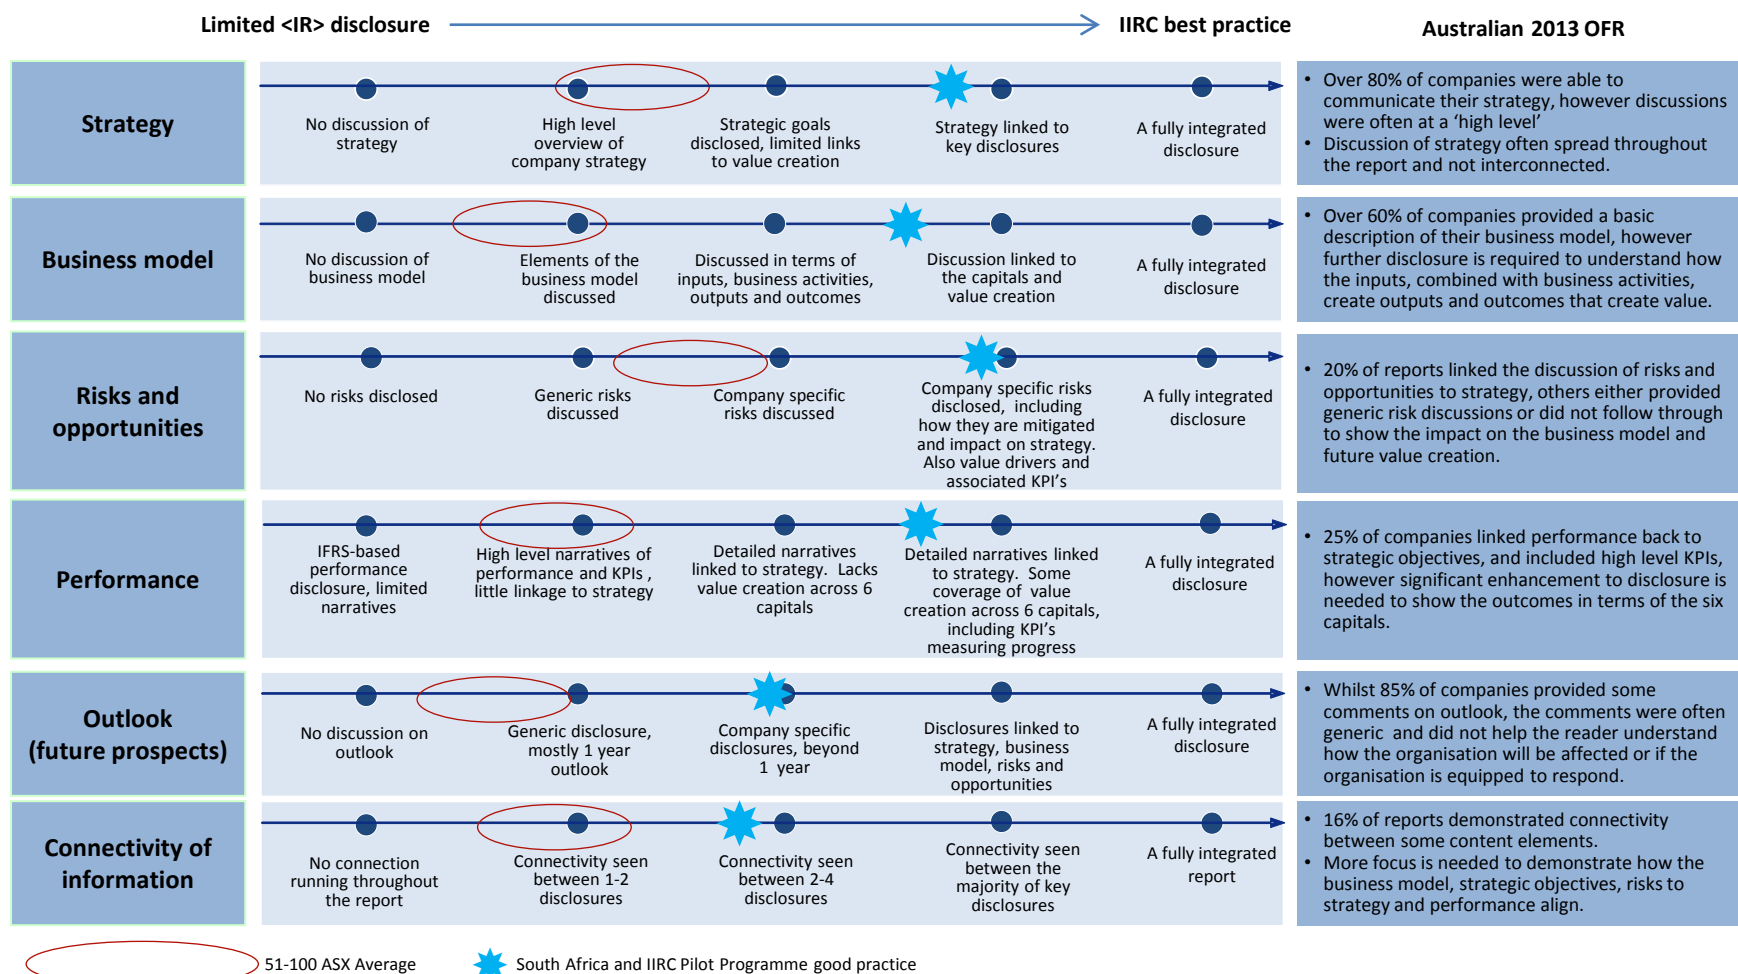 Limited <IR> disclosure
IIRC best practice
Australian 2013 OFR
Strategy
No discussion of
strategy
High level
overview of
company strategy
Strategic goals
disclosed, limited links
to value creation
Strategy linked to
key disclosures
A fully integrated
disclosure
• Over 80% of companies were able to
communicate their strategy, however discussions
were often at a ‘high level’
• Discussion of strategy often spread throughout
the report and not interconnected.
Business model
No discussion of
business model
Elements of the
business model
discussed
Discussed in terms of
inputs, business activities,
outputs and outcomes
Discussion linked to
the capitals and
value creation
A fully integrated
disclosure
• Over 60% of companies provided a basic
description of their business model, however
further disclosure is required to understand how
the inputs, combined with business activities,
create outputs and outcomes that create value.
Risks and
opportunities
No risks disclosed
Generic risks
discussed
Company specific
risks discussed
Company specific risks
disclosed, including
how they are mitigated
and impact on strategy.
Also value drivers and
associated KPI’s
A fully integrated
disclosure
• 20% of reports linked the discussion of risks and
opportunities to strategy, others either provided
generic risk discussions or did not follow through
to show the impact on the business model and
future value creation.
Performance
IFRS-based
performance
disclosure, limited
narratives
High level narratives of
performance and KPIs ,
little linkage to strategy
Detailed narratives
linked to strategy. Lacks
value creation across 6
capitals
Detailed narratives linked
to strategy. Some
coverage of value
creation across 6 capitals,
including KPI’s
measuring progress
A fully integrated
disclosure
• 25% of companies linked performance back to
strategic objectives, and included high level KPIs,
however significant enhancement to disclosure is
needed to show the outcomes in terms of the six
capitals.
Outlook
(future prospects)
No discussion on
outlook
Generic disclosure,
mostly 1 year
outlook
Company specific
disclosures, beyond
1 year
Disclosures linked to
strategy, business
model, risks and
opportunities
A fully integrated
disclosure
• Whilst 85% of companies provided some
comments on outlook, the comments were often
generic and did not help the reader understand
how the organisation will be affected or if the
organisation is equipped to respond.
Connectivity of
information
No connection
running throughout
the report
Connectivity seen
between 1-2
disclosures
Connectivity seen
between 2-4
disclosures
Connectivity seen
between the
majority of key
disclosures
A fully integrated
report
• 16% of reports demonstrated connectivity
between some content elements.
• More focus is needed to demonstrate how the
business model, strategic objectives, risks to
strategy and performance align.
51-100 ASX Average
South Africa and IIRC Pilot Programme good practice